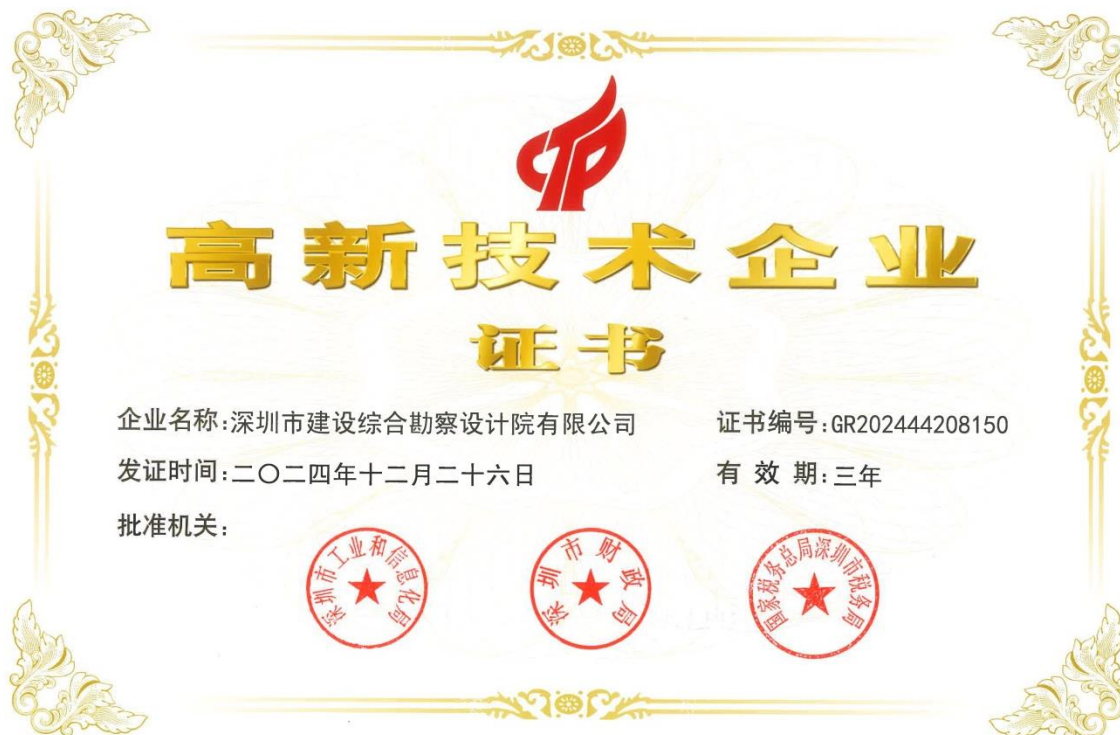 高新技术企业
证书
企业名称:深圳市建设综合勘察设计院有限公司 证书编号:GR202444208150
发证时间:二〇二四年十二月二十六日 有 效 期:三年
批准机关:
深圳市工业和信息化局 深圳市财政局 国家税务总局深圳市税务局